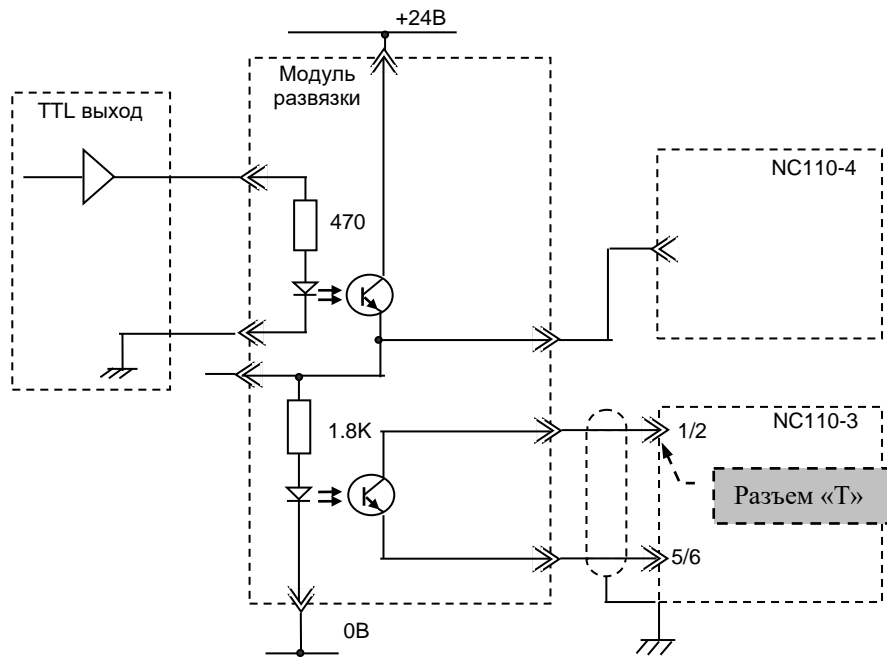 +24В
Модуль
развязки
TTL выход
NC110-4
470
1.8K
1/2
NC110-3
Разъем «Т»
5/6
0В